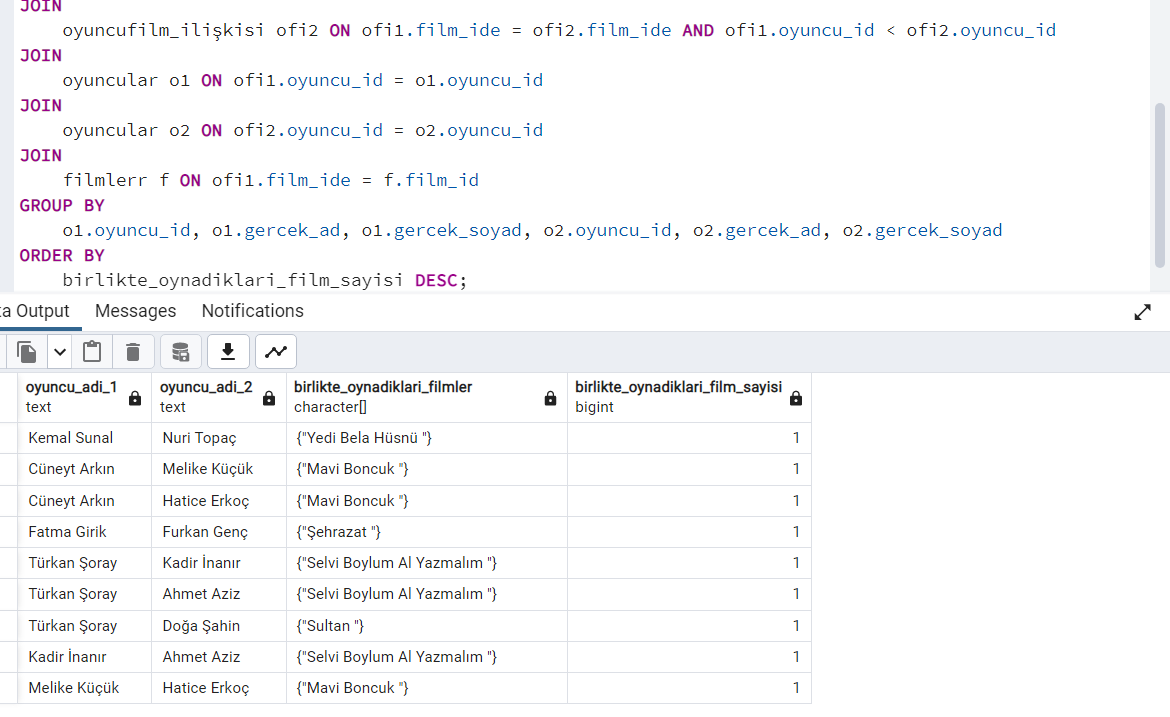 JOIN
oyuncufilm_ilişkisi ofi2 ON ofi1.film_ide = ofi2.film_ide AND ofi1.oyuncu_id < ofi2.oyuncu_id
JOIN
oyuncular o1 ON ofi1.oyuncu_id = o1.oyuncu_id
JOIN
oyuncular o2 ON ofi2.oyuncu_id = o2.oyuncu_id
JOIN
filmlerr f ON ofi1.film_ide = f.film_id
GROUP BY
o1.oyuncu_id, o1.gercek_ad, o1.gercek_soyad, o2.oyuncu_id, o2.gercek_ad, o2.gercek_soyad
ORDER BY
birlikte_oynadiklari_film_sayisi DESC;
ta Output Messages Notifications
oyuncu_adi_1 oyuncu_adi_2 birlikte_oynadiklari_filmler birlikte_oynadiklari_film_sayisi
text text character[] bigint
Kemal Sunal Nuri Topaç {"Yedi Bela Hüsnü "} 1
Cüneyt Arkın Melike Küçük {"Mavi Boncuk "} 1
Cüneyt Arkın Hatice Erkoç {"Mavi Boncuk "} 1
Fatma Girik Furkan Genç {"Şehrazat "} 1
Türkan Şoray Kadir İnanır {"Selvi Boylum Al Yazmalım "} 1
Türkan Şoray Ahmet Aziz {"Selvi Boylum Al Yazmalım "} 1
Türkan Şoray Doğa Şahin {"Sultan "} 1
Kadir İnanır Ahmet Aziz {"Selvi Boylum Al Yazmalım "} 1
Melike Küçük Hatice Erkoç {"Mavi Boncuk "} 1